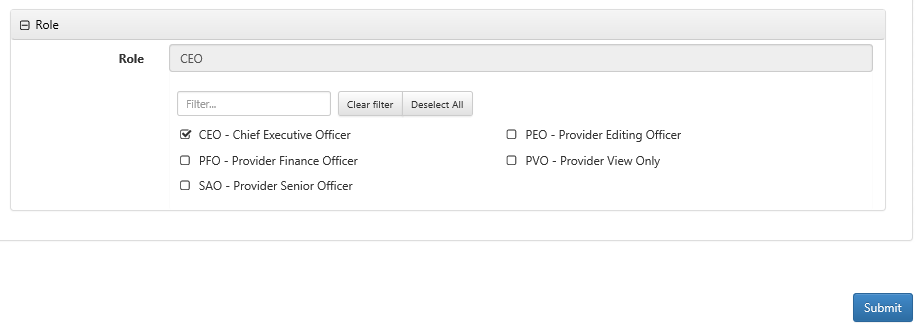 Role
Role CEO
Filter... Clear filter Deselect All
CEO - Chief Executive Officer PEO - Provider Editing Officer
PFO - Provider Finance Officer PVO - Provider View Only
SAO - Provider Senior Officer
Submit